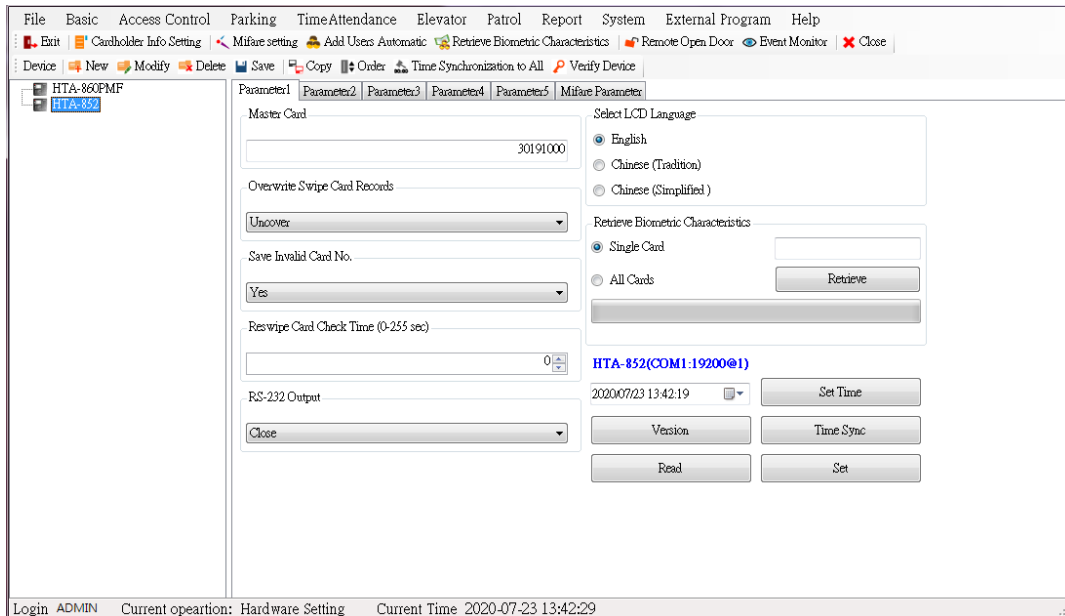 File Basic Access Control Parking TimeAttendance Elevator Patrol Report System External Program Help
Exit Cardholder Info Setting Mifare setting Add Users Automatic Retrieve Biometric Characteristics Remote Open Door Event Monitor Close
Device New Modify Delete Save Copy Order Time Synchronization to All Verify Device
HTA-860PMF
HTA-852
Parameter1 Parameter2 Parameter3 Parameter4 Parameter5 Mifare Parameter
Master Card
30191000
Overwrite Swipe Card Records
Uncover
Save Invalid Card No.
Yes
Reswipe Card Check Time (0-255 sec)
0
RS-232 Output
Close
Select LCD Language
English
Chinese (Tradition)
Chinese (Simplified )
Retrieve Biometric Characteristics
Single Card
All Cards Retrieve
HTA-852(COM1:19200@1)
2020/07/23 13:42:19 Set Time
Version Time Sync
Read Set
Login ADMIN Current opeartion: Hardware Setting Current Time 2020-07-23 13:42:29